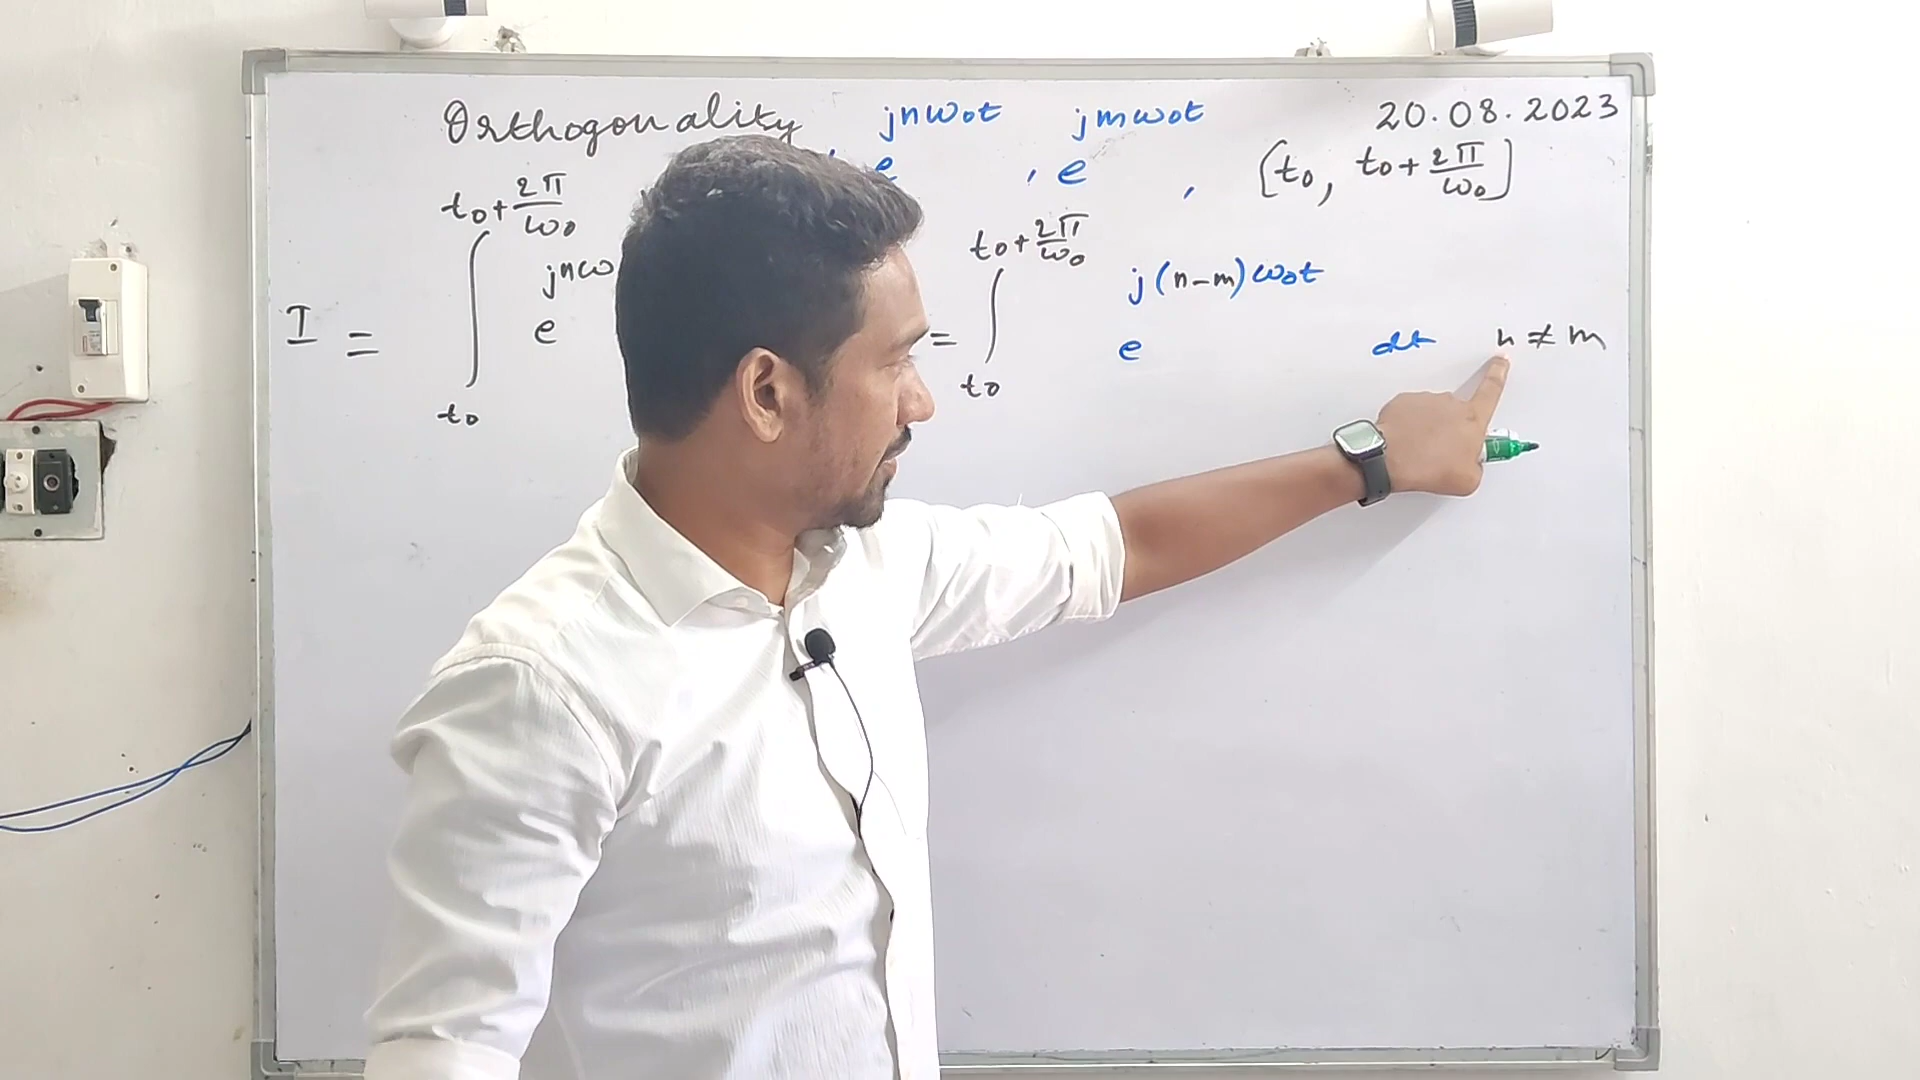 Orthogonality , e^{jnω₀t} , e^{jmω₀t} , [t₀, t₀+2π/ω₀] 20.08.2023
I = ∫_{t₀}^{t₀+2π/ω₀} e^{jnω = ∫_{t₀}^{t₀+2π/ω₀} e^{j(n-m)ω₀t} dt n≠m